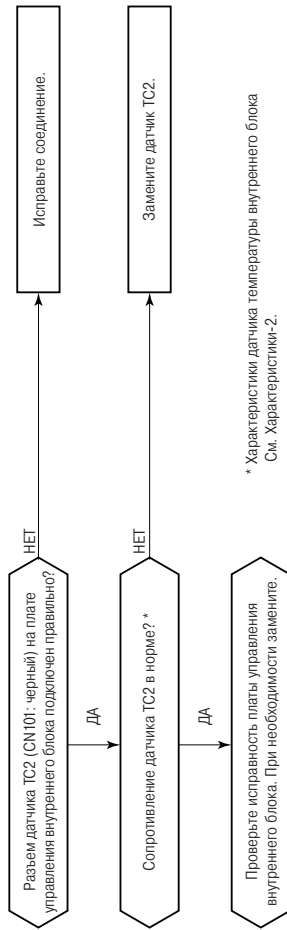 Разъем датчика TC2 (CN101: черный) на плате
управления внутреннего блока подключен правильно?
НЕТ
Исправьте соединение.
ДА
Сопротивление датчика TC2 в норме? *
НЕТ
Замените датчик TC2.
ДА
Проверьте исправность платы управления
внутреннего блока. При необходимости замените.
* Характеристики датчика температуры внутреннего блока
См. Характеристики-2.